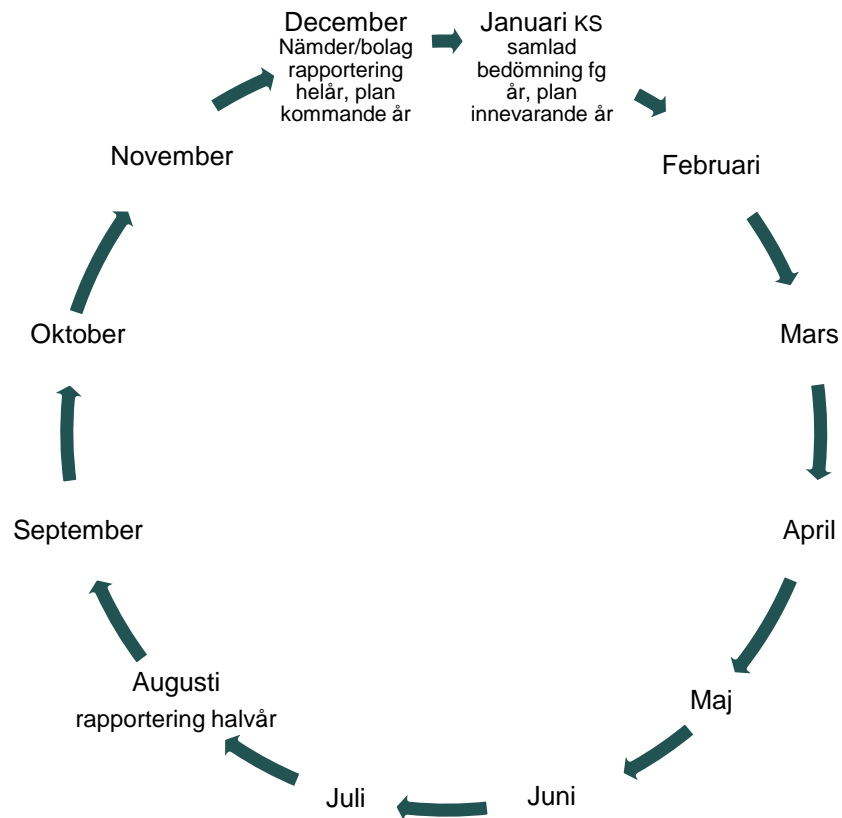 December
Nämder/bolag
rapportering
helår, plan
kommande år
Januari KS
samlad
bedömning fg
år, plan
innevarande år
Februari
Mars
April
Maj
Juni
Juli
Augusti
rapportering halvår
September
Oktober
November